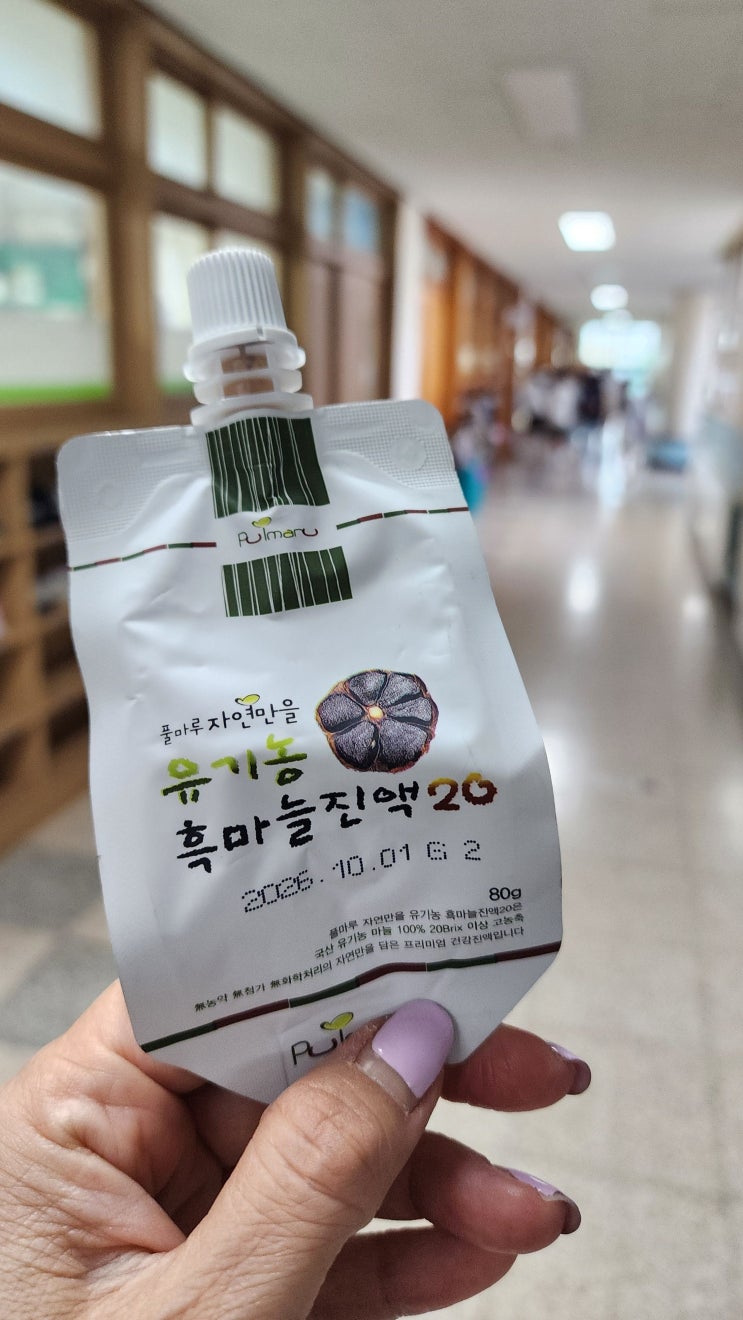 Pulmaru
풀마루 자연만을
유기농
흑마늘진액20
2026.10.01 G 2
80g
풀마루 자연만을 유기농 흑마늘진액20은
국산 유기농 마늘 100% 20Brix 이상 고농축
無농약 無첨가 無화학처리의 자연만을 담은 프리미엄 건강진액입니다